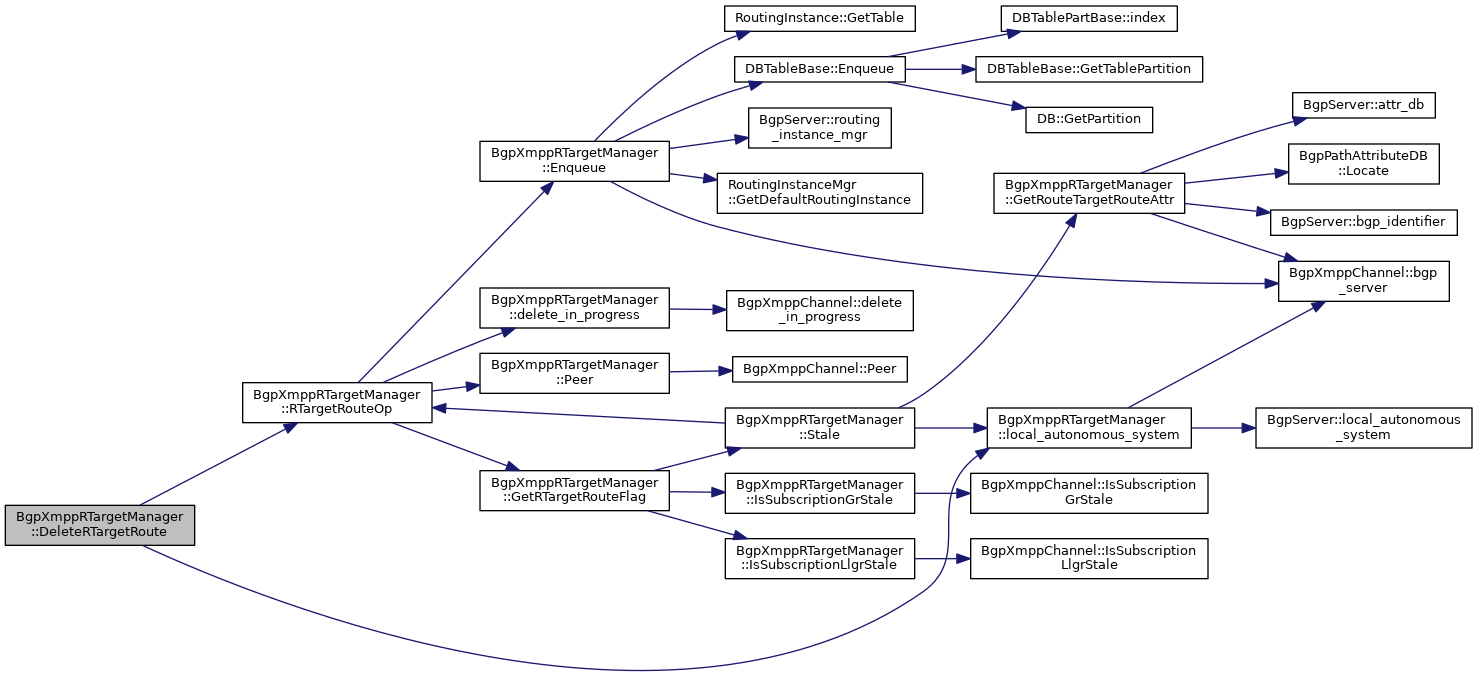 BgpXmppRTargetManager
::DeleteRTargetRoute
BgpXmppRTargetManager
::RTargetRouteOp
BgpXmppRTargetManager
::Enqueue
BgpXmppRTargetManager
::delete_in_progress
BgpXmppRTargetManager
::Peer
BgpXmppRTargetManager
::GetRTargetRouteFlag
RoutingInstance::GetTable
DBTableBase::Enqueue
BgpServer::routing
_instance_mgr
RoutingInstanceMgr
::GetDefaultRoutingInstance
BgpXmppChannel::delete
_in_progress
BgpXmppChannel::Peer
BgpXmppRTargetManager
::Stale
BgpXmppRTargetManager
::IsSubscriptionGrStale
BgpXmppRTargetManager
::IsSubscriptionLlgrStale
DBTablePartBase::index
DBTableBase::GetTablePartition
DB::GetPartition
BgpXmppRTargetManager
::GetRouteTargetRouteAttr
BgpXmppRTargetManager
::local_autonomous_system
BgpXmppChannel::IsSubscription
GrStale
BgpXmppChannel::IsSubscription
LlgrStale
BgpServer::attr_db
BgpPathAttributeDB
::Locate
BgpServer::bgp_identifier
BgpXmppChannel::bgp
_server
BgpServer::local_autonomous
_system